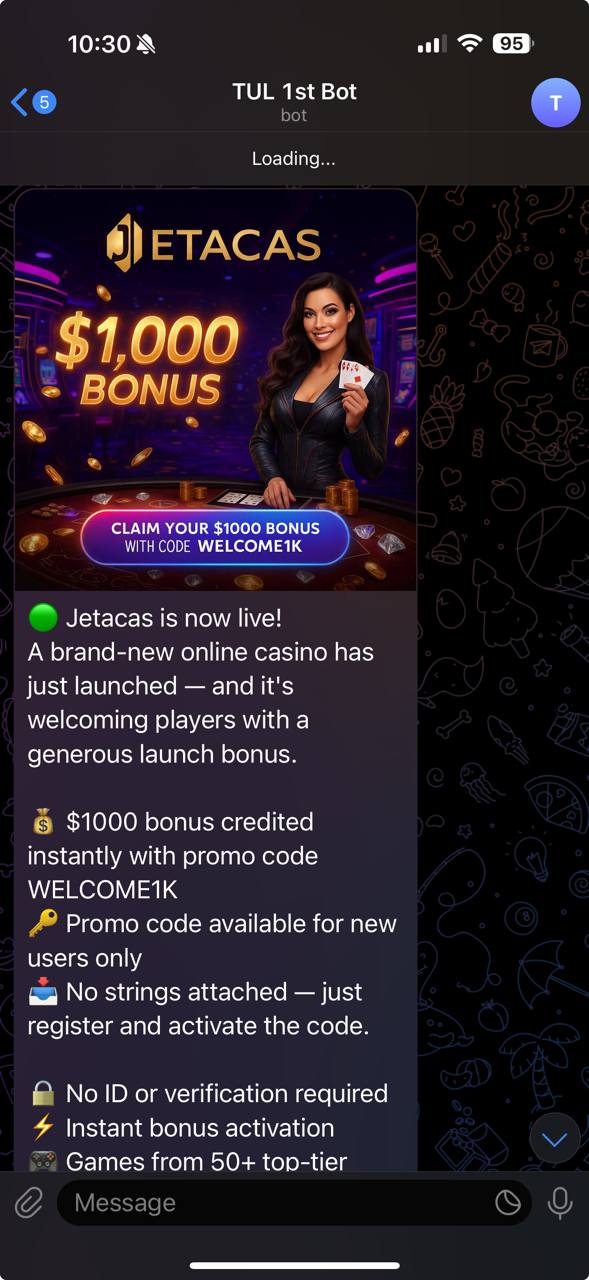 10:30
95
5
TUL 1st Bot
bot
T
Loading...
JETACAS
$1,000
BONUS
CLAIM YOUR $1000 BONUS
WITH CODE WELCOME1K
🟢 Jetacas is now live!
A brand-new online casino has
just launched — and it's
welcoming players with a
generous launch bonus.
💰 $1000 bonus credited
instantly with promo code
WELCOME1K
🔑 Promo code available for new
users only
📥 No strings attached — just
register and activate the code.
🔒 No ID or verification required
⚡ Instant bonus activation
🎮 Games from 50+ top-tier
Message